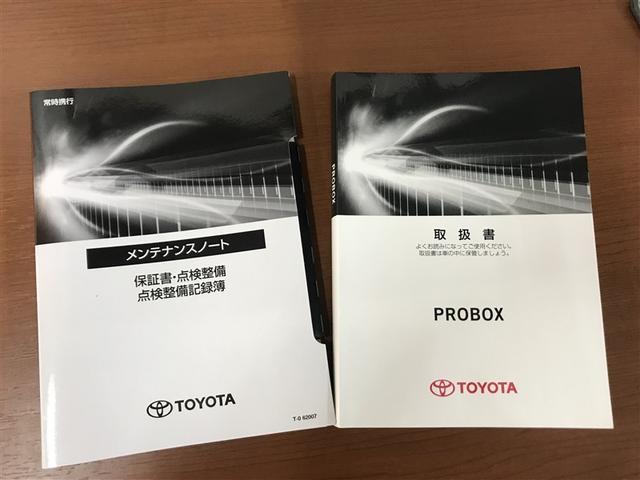 常時携行
メンテナンスノート
保証書・点検整備
点検整備記録簿
TOYOTA
T-0 62007
PROBOX
取扱書
よくお読みになってご使用ください。
取扱書は車の中に保管しましょう。
PROBOX
TOYOTA